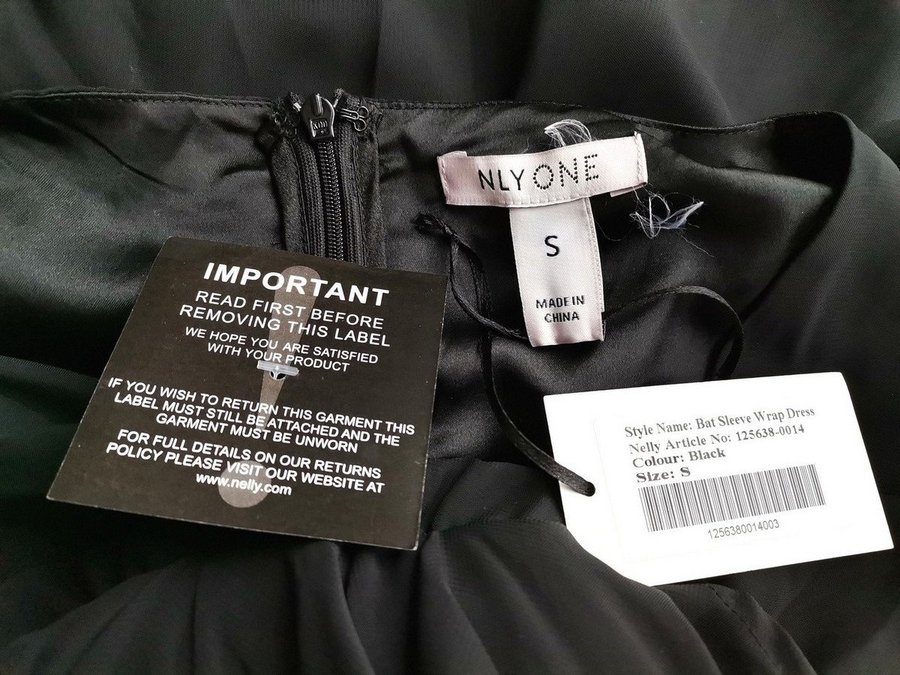 NLY ONE
S
MADE IN
CHINA
IMPORTANT
READ FIRST BEFORE
REMOVING THIS LABEL
WE HOPE YOU ARE SATISFIED
WITH YOUR PRODUCT
IF YOU WISH TO RETURN THIS GARMENT THIS
LABEL MUST STILL BE ATTACHED AND THE
GARMENT MUST BE UNWORN
FOR FULL DETAILS ON OUR RETURNS
POLICY PLEASE VISIT OUR WEBSITE AT
www.nelly.com
Style Name: Bat Sleeve Wrap Dress
Nelly Article No: 125638-0014
Colour: Black
Size: S
1256380014003